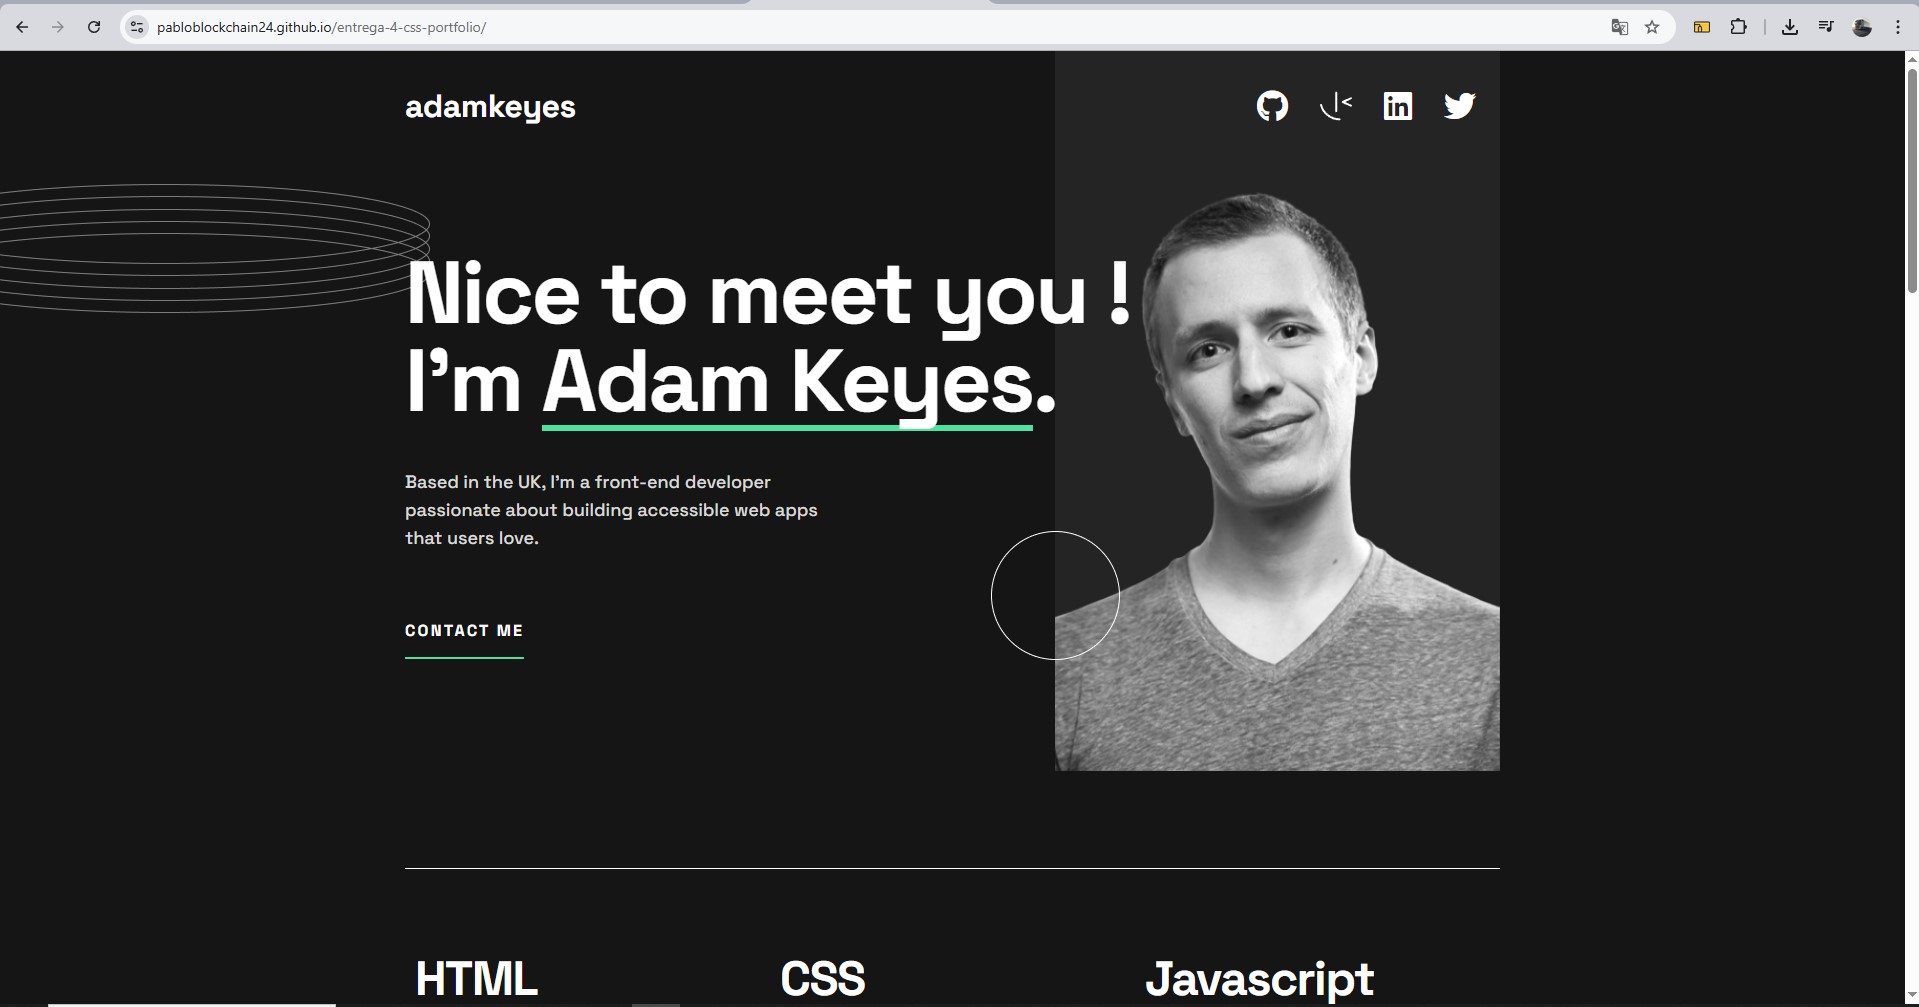 pabloblockchain24.github.io/entrega-4-css-portfolio/
adamkeyes
Nice to meet you !
I’m Adam Keyes.
Based in the UK, I’m a front-end developer
passionate about building accessible web apps
that users love.
CONTACT ME
HTML
CSS
Javascript